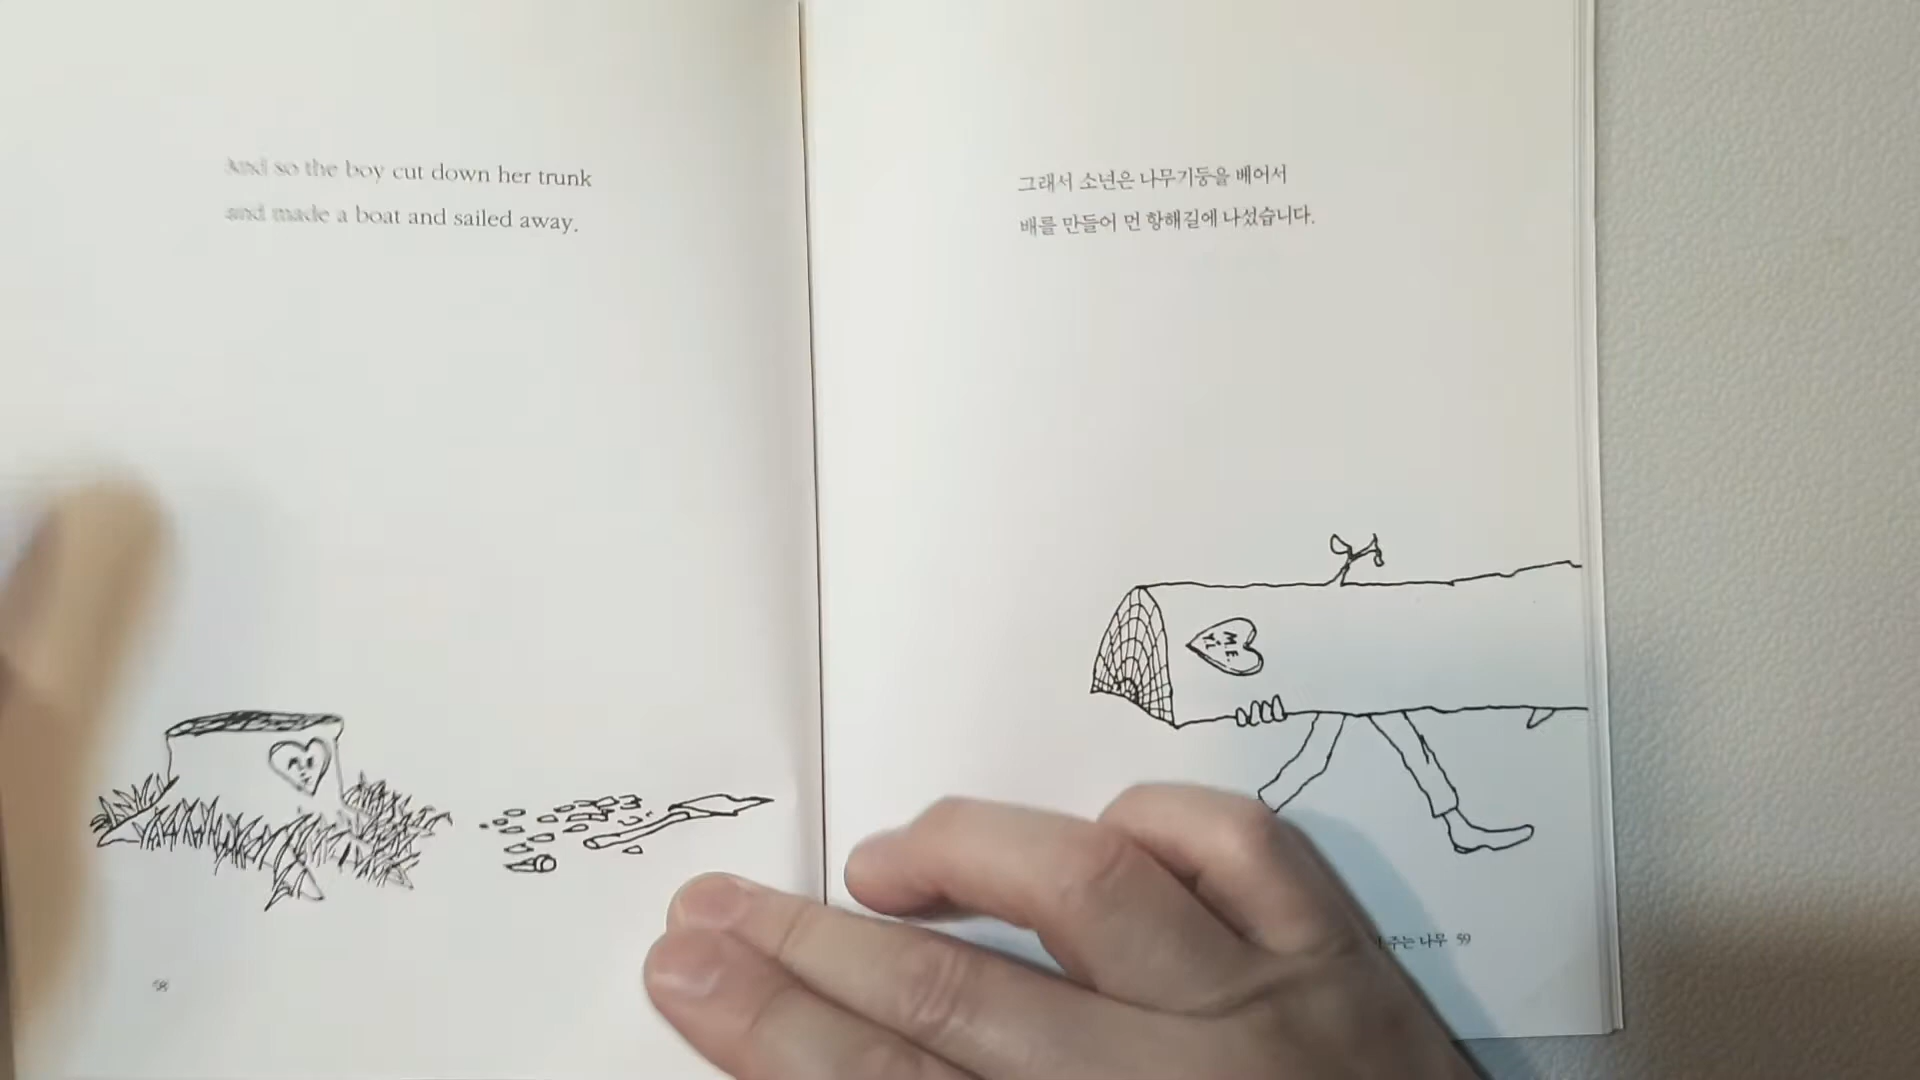 And so the boy cut down her trunk
and made a boat and sailed away.
58
그래서 소년은 나무기둥을 배어서
배를 만들어 먼 항해길에 나섰습니다.
M.E.
Y.L.
주는 나무 59